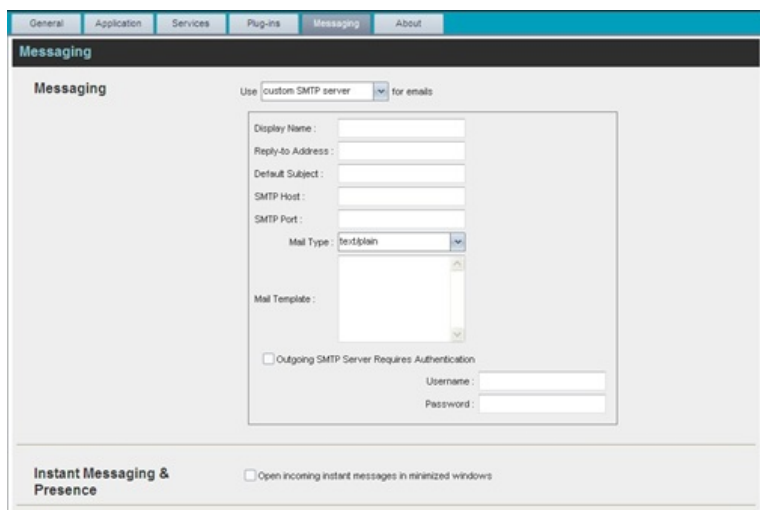 General Application Services Plug-ins Messaging About
Messaging
Messaging
Use custom SMTP server for emails
Display Name :
Reply-to Address :
Default Subject :
SMTP Host :
SMTP Port :
Mail Type : text/plain
Mail Template :
Outgoing SMTP Server Requires Authentication
Username :
Password :
Instant Messaging &
Presence
Open incoming instant messages in minimized windows